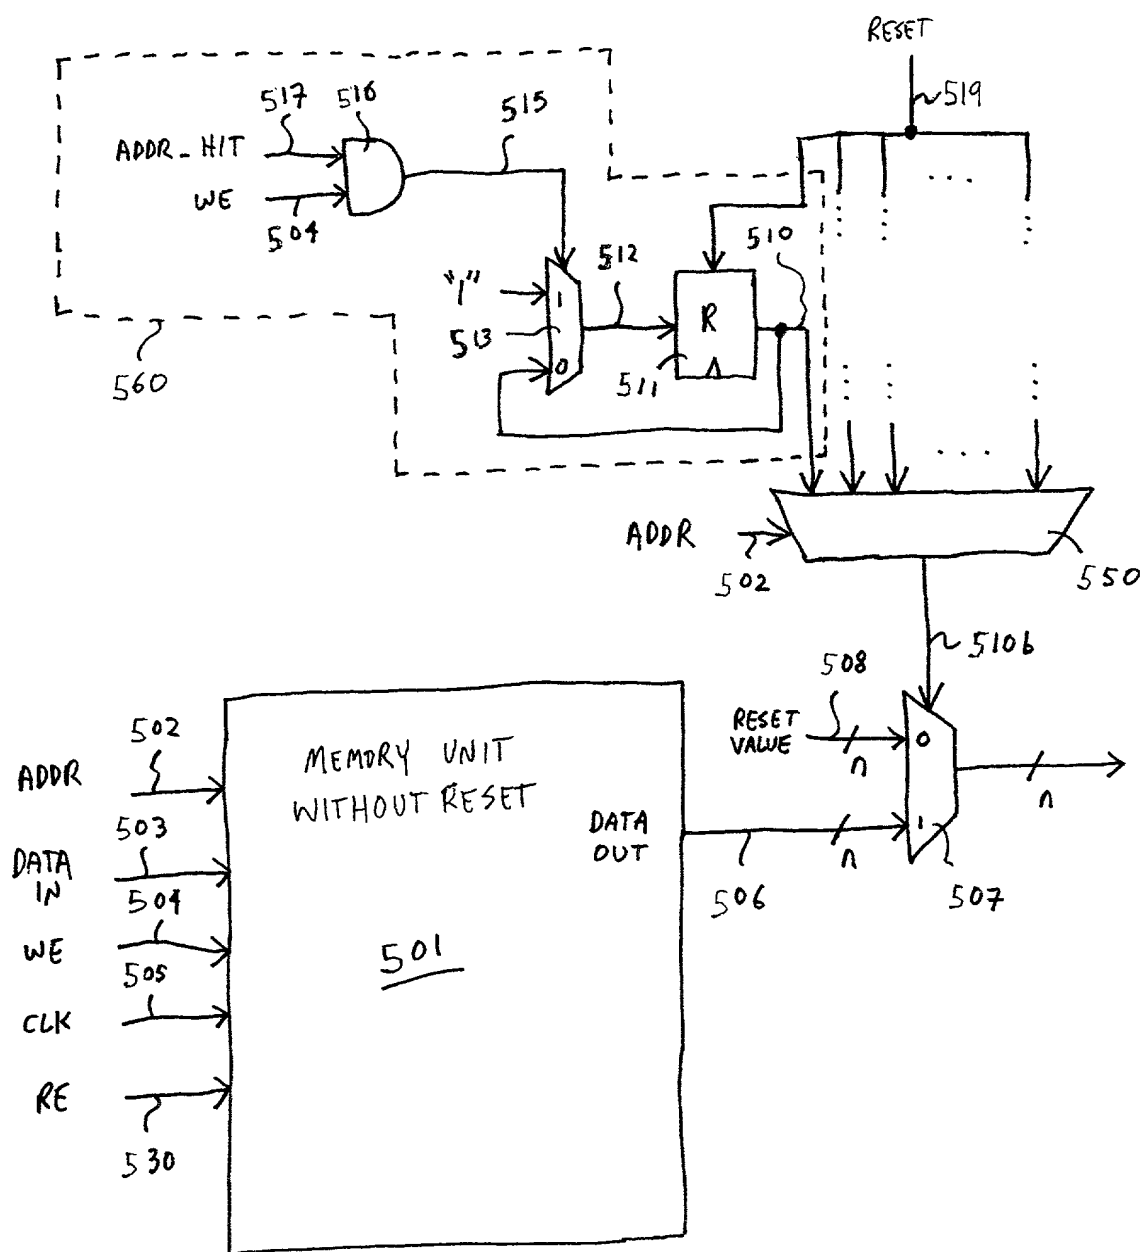 RESET
519
517
516
515
ADDR_HIT
WE
504
510
512
"1"
1
R
513
0
511
560
...
...
ADDR
502
550
510b
508
RESET
VALUE
n
0
n
1
n
507
502
ADDR
MEMORY UNIT
WITHOUT RESET
DATA
OUT
503
DATA
IN
506
504
WE
501
505
CLK
RE
530